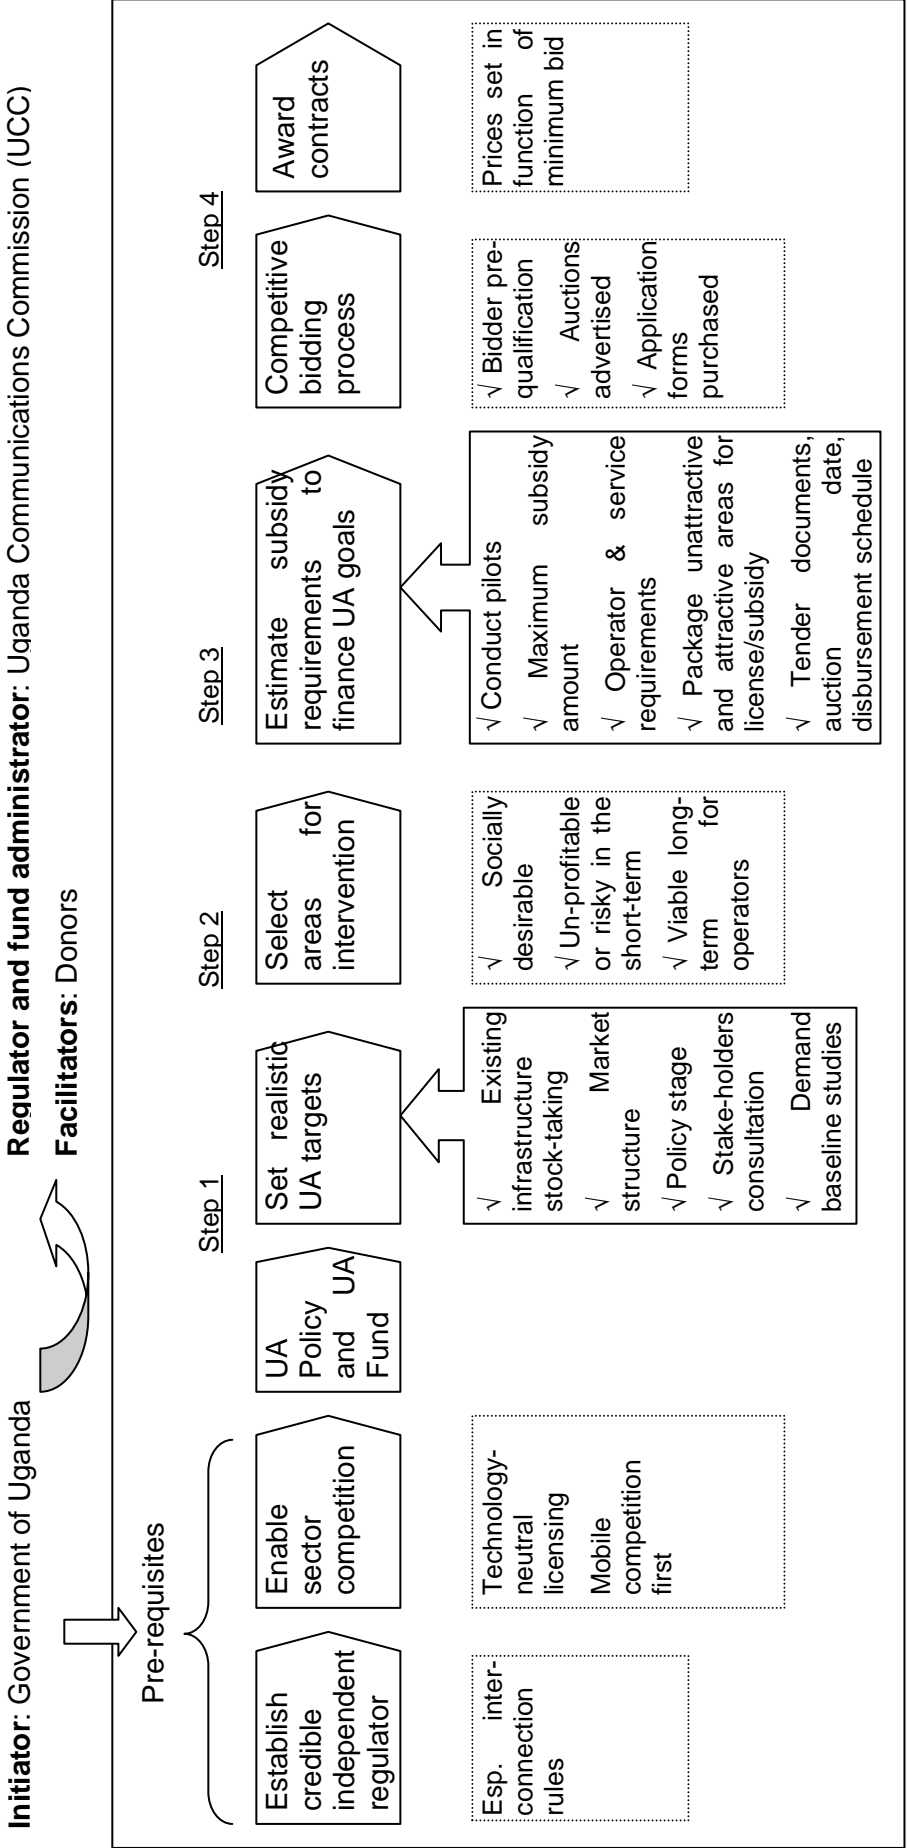 Initiator: Government of Uganda
Regulator and fund administrator: Uganda Communications Commission (UCC)
Facilitators: Donors
Pre-requisites
Step 1
Step 2
Step 3
Step 4
Establish
credible
independent
regulator
Enable
sector
competition
UA
Policy
and UA
Fund
Set realistic
UA targets
Select
areas for
intervention
Estimate subsidy
requirements to
finance UA goals
Competitive
bidding
process
Award
contracts
Esp. inter-
connection
rules
Technology-
neutral
licensing
Mobile
competition
first
√ Existing
infrastructure
stock-taking
√ Market
structure
√ Policy stage
√ Stake-holders
consultation
√ Demand
baseline studies
√ Socially
desirable
√ Un-profitable
or risky in the
short-term
√ Viable long-
term for
operators
√ Conduct pilots
√ Maximum subsidy
amount
√ Operator & service
requirements
√ Package unattractive
and attractive areas for
license/subsidy
√ Tender documents,
auction date,
disbursement schedule
√ Bidder pre-
qualification
√ Auctions
advertised
√ Application
forms
purchased
Prices set in
function of
minimum bid